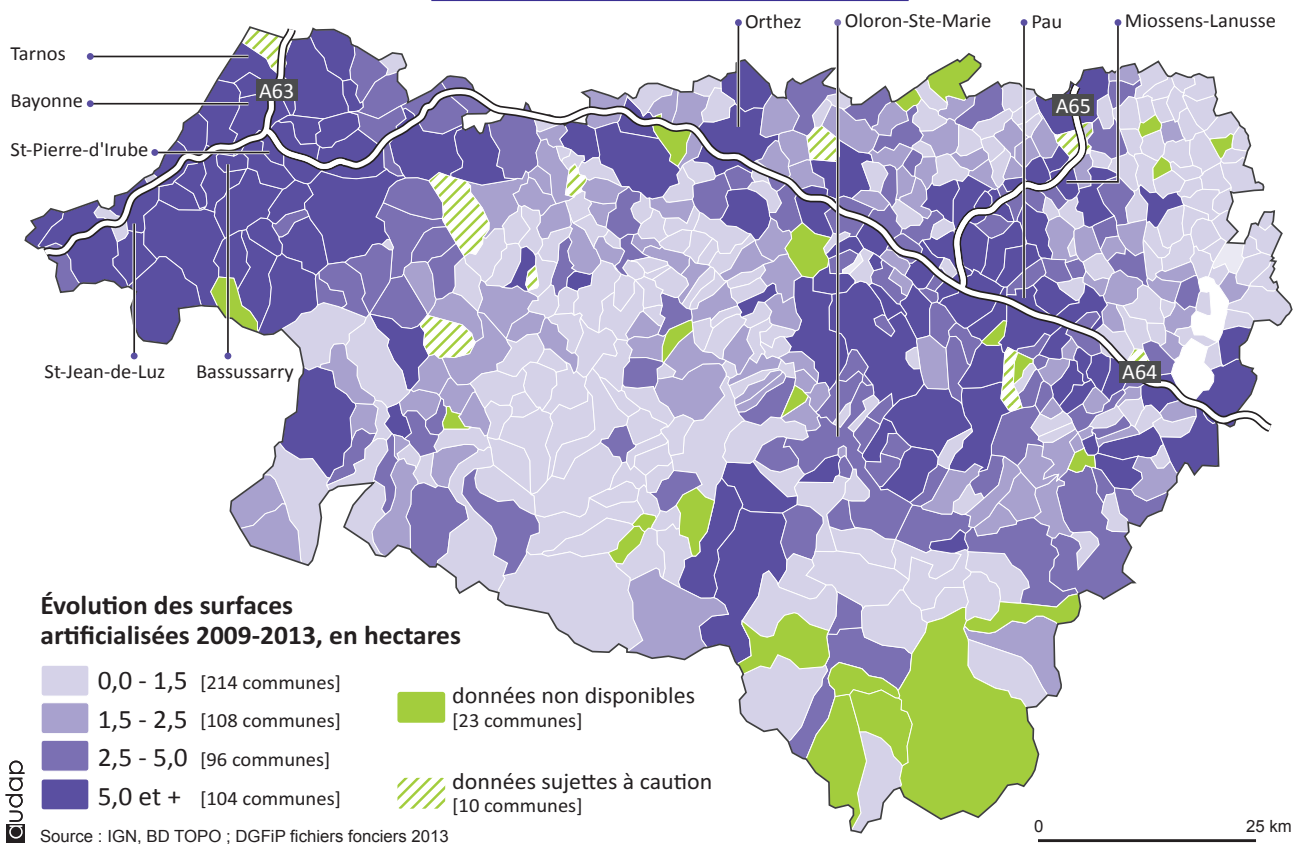 Orthez
Oloron-Ste-Marie
Pau
Miossens-Lanusse
Tarnos
Bayonne
St-Pierre-d'Irube
A63
A65
St-Jean-de-Luz
Bassussarry
A64
Évolution des surfaces
artificialisées 2009-2013, en hectares
0,0 - 1,5 [214 communes]
1,5 - 2,5 [108 communes]
2,5 - 5,0 [96 communes]
5,0 et + [104 communes]
données non disponibles
[23 communes]
données sujettes à caution
[10 communes]
audap
Source : IGN, BD TOPO ; DGFiP fichiers fonciers 2013
0 25 km